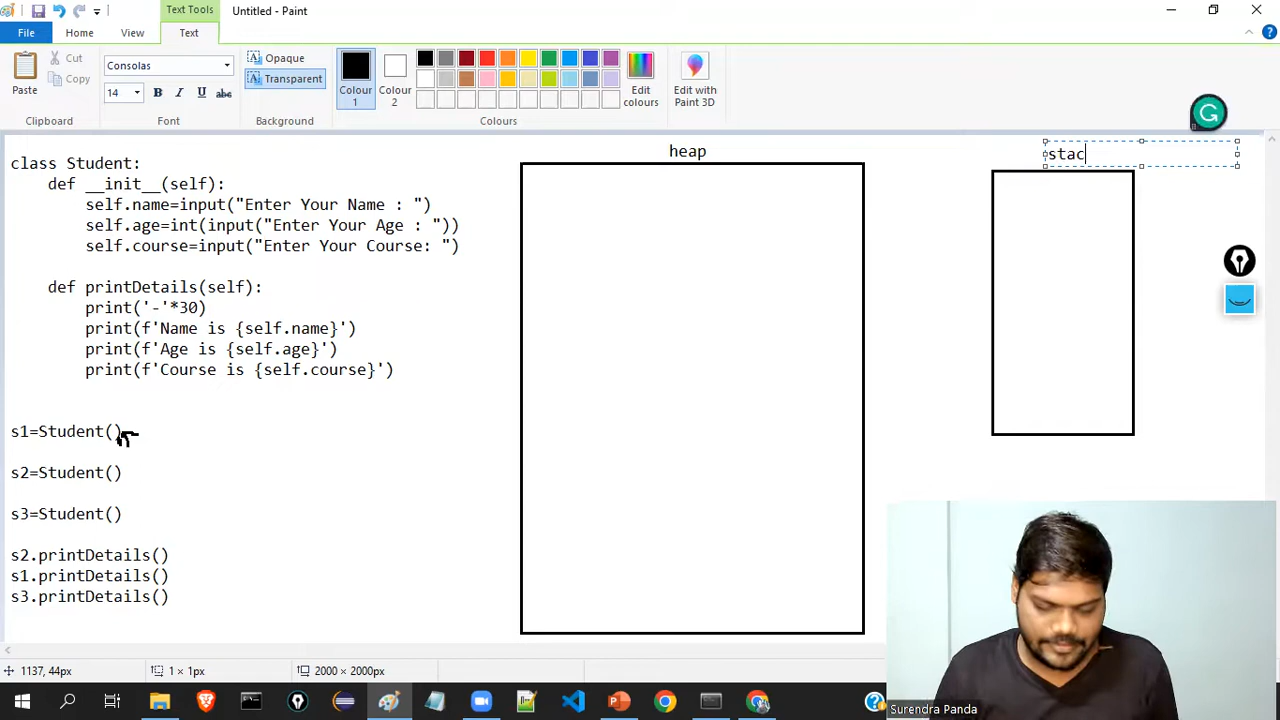 Text Tools
Untitled - Paint
File
Home
View
Text
Paste
Cut
Copy
Clipboard
Consolas
14
B I U abc
Font
Opaque
Transparent
Background
Colour 1
Colour 2
Edit colours
Colours
Edit with Paint 3D
class Student:
def __init__(self):
self.name=input("Enter Your Name : ")
self.age=int(input("Enter Your Age : "))
self.course=input("Enter Your Course: ")
def printDetails(self):
print('-'*30)
print(f'Name is {self.name}')
print(f'Age is {self.age}')
print(f'Course is {self.course}')
s1=Student()
s2=Student()
s3=Student()
s2.printDetails()
s1.printDetails()
s3.printDetails()
heap
stac
1137, 44px
1 × 1px
2000 × 2000px
Surendra Panda